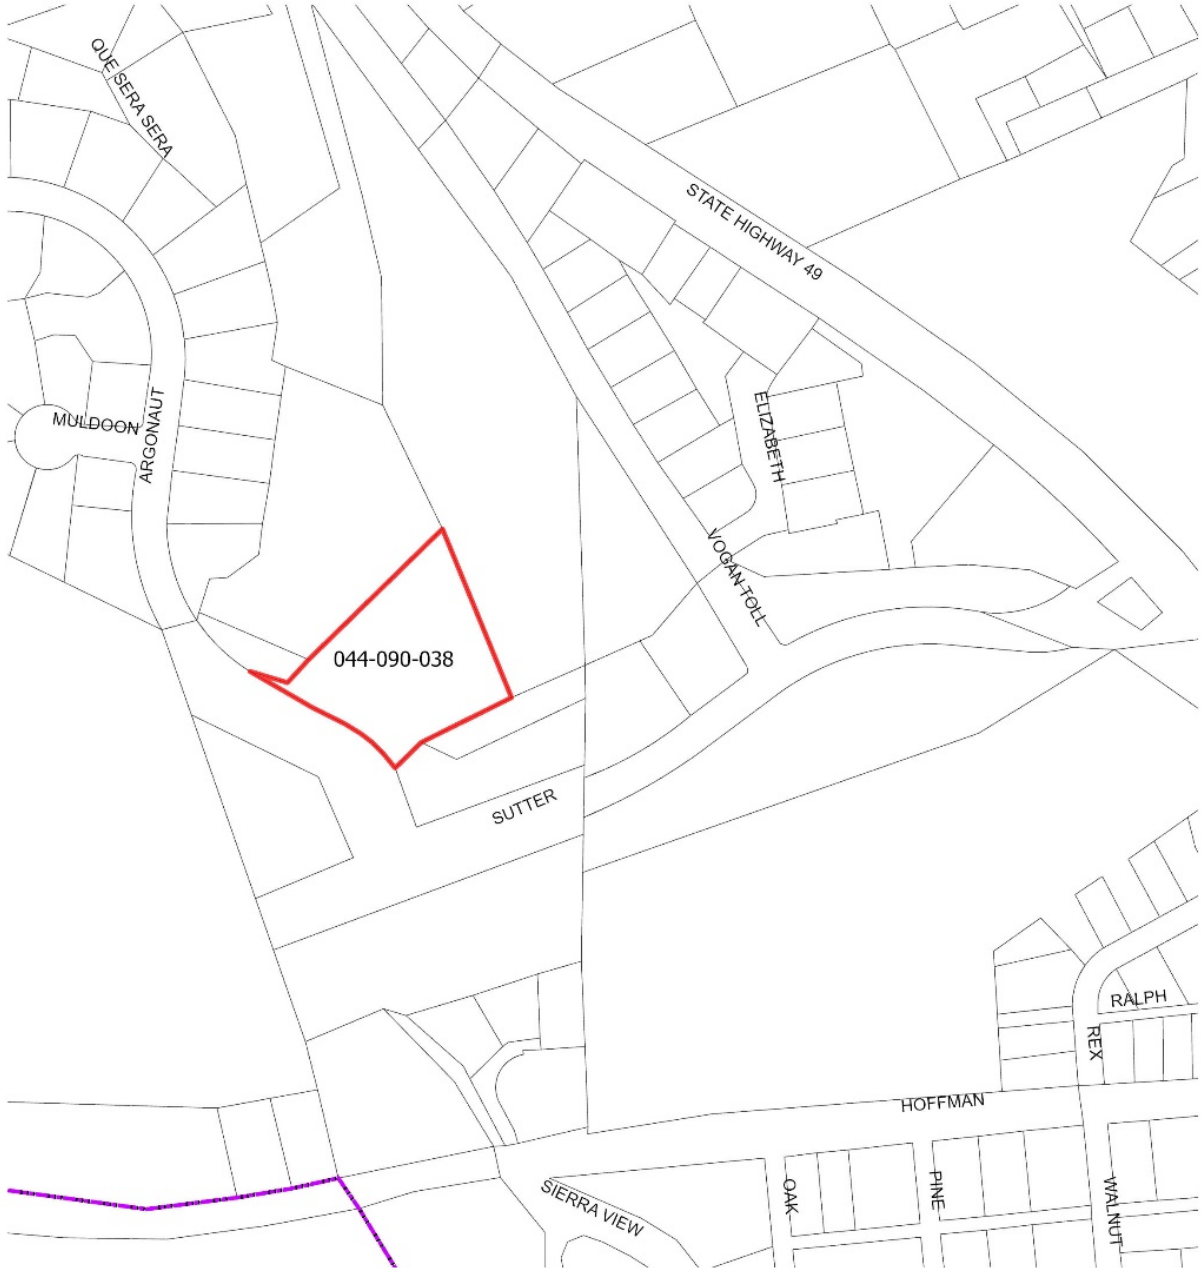 QUE SERA SERA
STATE HIGHWAY 49
MULDOON
ARGONAUT
ELIZABETH
VOGAN TOLL
044-090-038
SUTTER
RALPH
REX
HOFFMAN
OAK
PINE
WALNUT
SIERRA VIEW